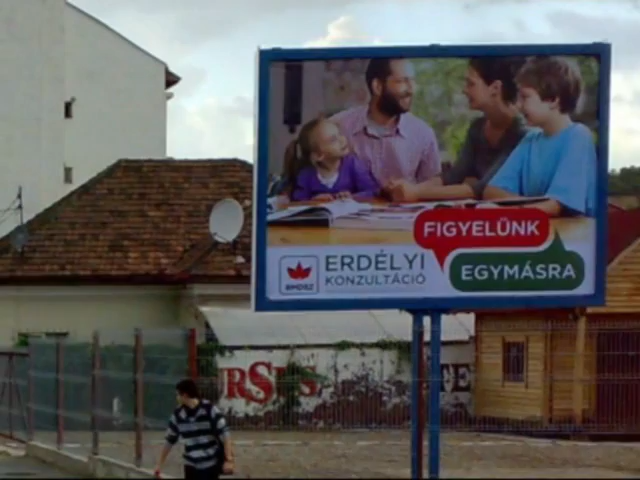 FIGYELÜNK
EGYMÁSRA
ERDÉLYI
KONZULTÁCIÓ
RMDSZ